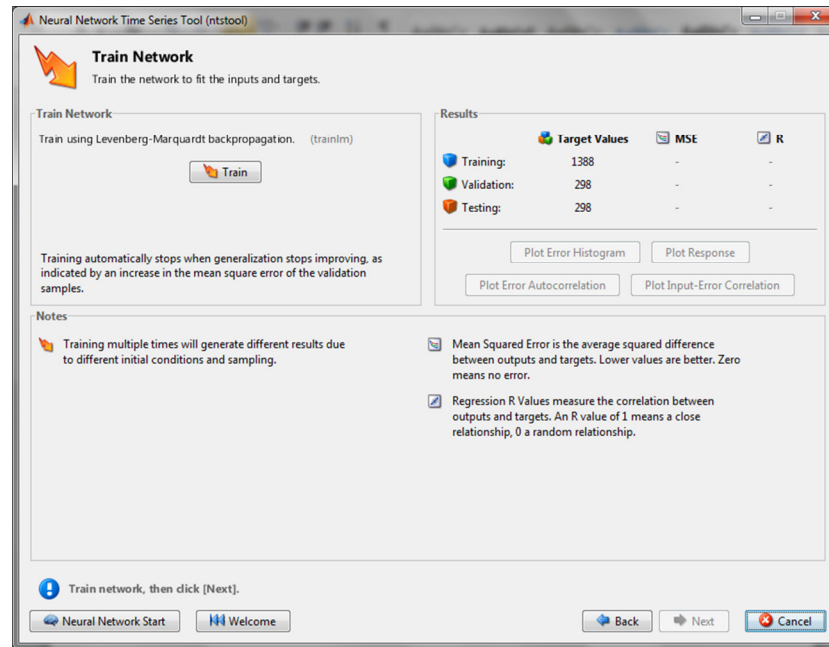 Neural Network Time Series Tool (ntstool)
Train Network
Train the network to fit the inputs and targets.
Train Network
Train using Levenberg-Marquardt backpropagation. (trainlm)
Train
Training automatically stops when generalization stops improving, as
indicated by an increase in the mean square error of the validation
samples.
Results
Target Values MSE R
Training: 1388 - -
Validation: 298 - -
Testing: 298 - -
Plot Error Histogram Plot Response
Plot Error Autocorrelation Plot Input-Error Correlation
Notes
Training multiple times will generate different results due
to different initial conditions and sampling.
Mean Squared Error is the average squared difference
between outputs and targets. Lower values are better. Zero
means no error.
Regression R Values measure the correlation between
outputs and targets. An R value of 1 means a close
relationship, 0 a random relationship.
Train network, then click [Next].
Neural Network Start Welcome Back Next Cancel